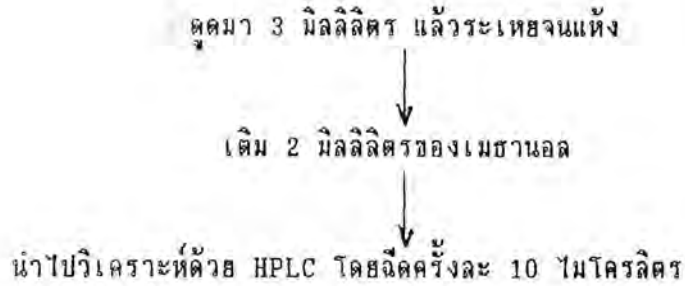 ดูดมา 3 มิลลิลิตร แล้วระเหยจนแห้ง
เติม 2 มิลลิลิตรของเมธานอล
นำไปวิเคราะห์ด้วย HPLC โดยฉีดครั้งละ 10 ไมโครลิตร